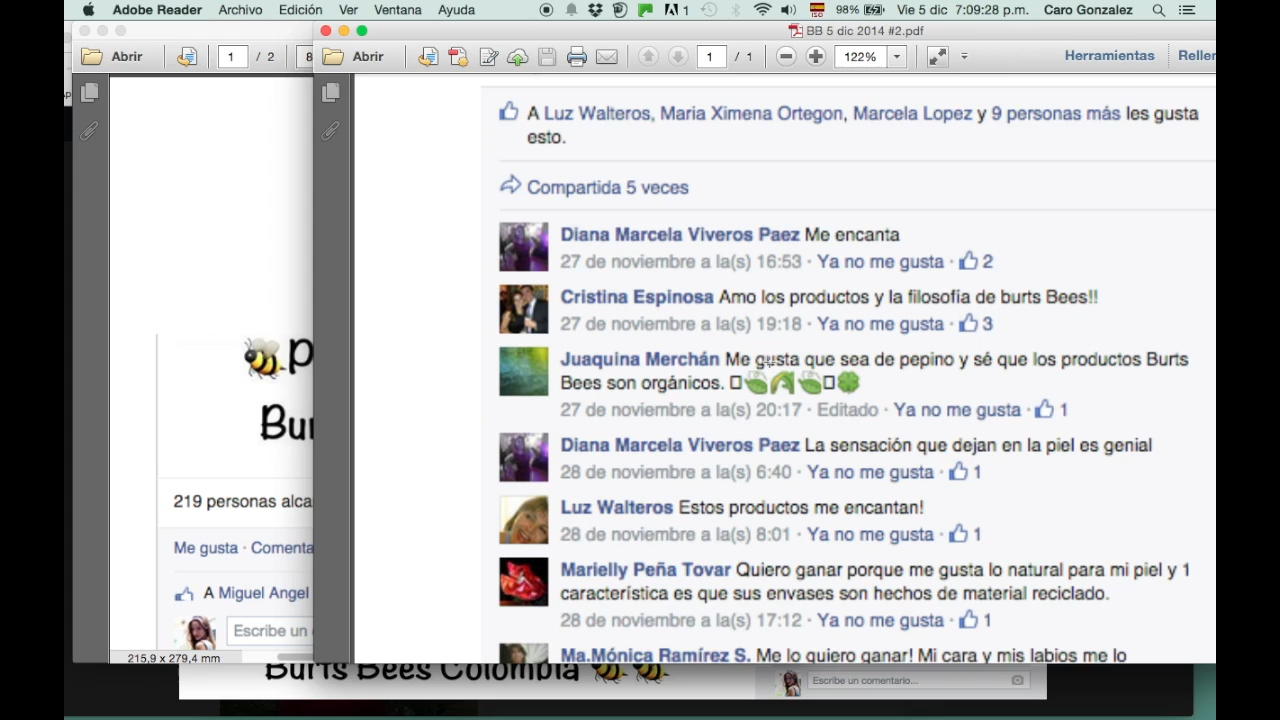 Adobe Reader Archivo Edición Ver Ventana Ayuda 1 98% ISO Vie 5 dic 7:09:28 p.m. Caro Gonzalez
BB 5 dic 2014 #2.pdf
Abrir 1 / 2 8
Abrir 1 / 1 122% Herramientas Reller
A Luz Walteros, Maria Ximena Ortegon, Marcela Lopez y 9 personas más les gusta
esto.
Compartida 5 veces
Diana Marcela Viveros Paez Me encanta
27 de noviembre a la(s) 16:53 · Ya no me gusta · 2
Cristina Espinosa Amo los productos y la filosofía de burts Bees!!
27 de noviembre a la(s) 19:18 · Ya no me gusta · 3
Juaquina Merchán Me gusta que sea de pepino y sé que los productos Burts
Bees son orgánicos.
27 de noviembre a la(s) 20:17 · Editado · Ya no me gusta · 1
Diana Marcela Viveros Paez La sensación que dejan en la piel es genial
28 de noviembre a la(s) 6:40 · Ya no me gusta · 1
Luz Walteros Estos productos me encantan!
28 de noviembre a la(s) 8:01 · Ya no me gusta · 1
Marielly Peña Tovar Quiero ganar porque me gusta lo natural para mi piel y 1
característica es que sus envases son hechos de material reciclado.
28 de noviembre a la(s) 17:12 · Ya no me gusta · 1
Ma.Mónica Ramírez S. Me lo quiero ganar! Mi cara y mis labios me lo
p
Bur
219 personas alca
Me gusta · Comenta
A Miguel Angel
Escribe un
215,9 x 279,4 mm
Burts Bees Colombia
Escribe un comentario...